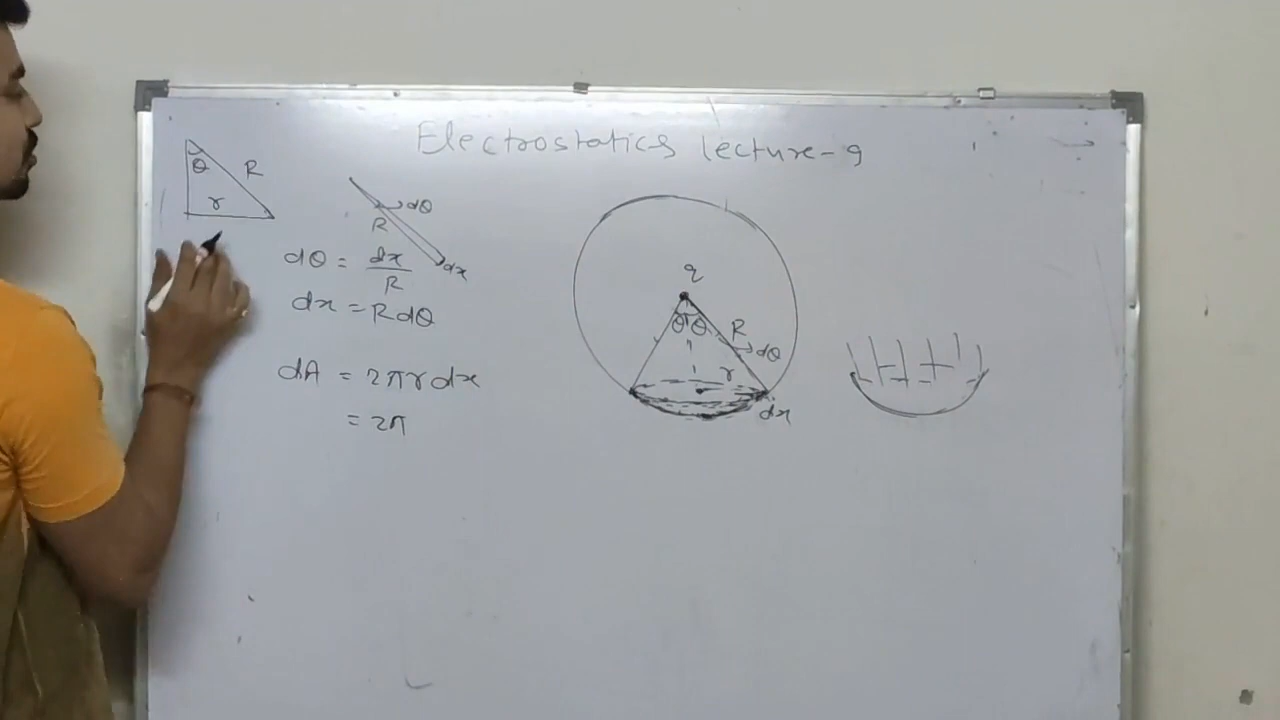 Electrostatics lecture-9
θ R
r
dθ
R
dx
dθ = dx/R
dx = Rdθ
dA = 2πr dx
= 2π
q
θ θ R
dθ
r
dx